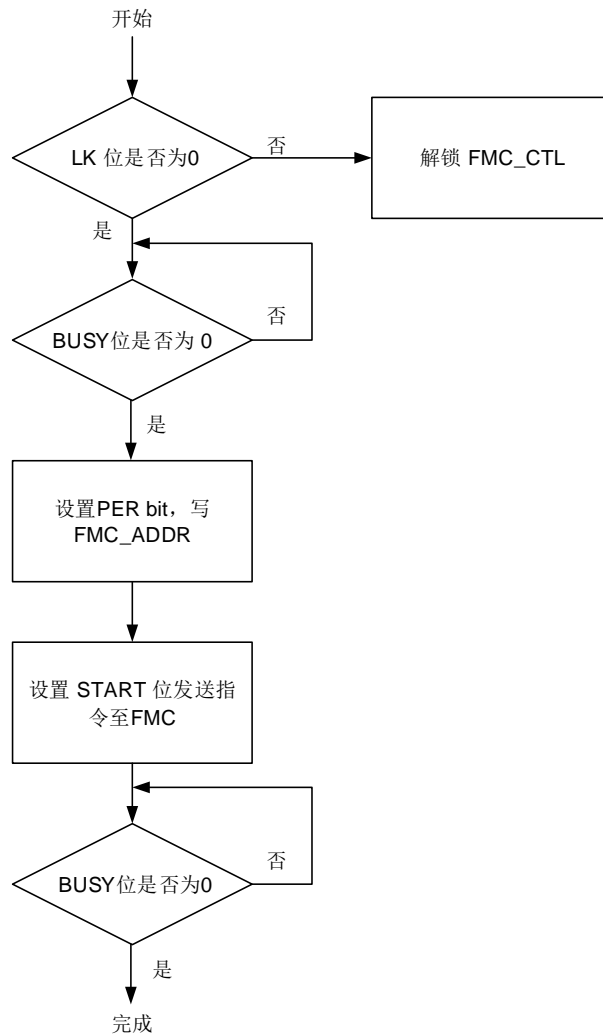 开始
LK 位是否为0
否
解锁 FMC_CTL
是
BUSY位是否为 0
否
是
设置PER bit，写
FMC_ADDR
设置 START 位发送指
令至FMC
BUSY位是否为0
否
是
完成